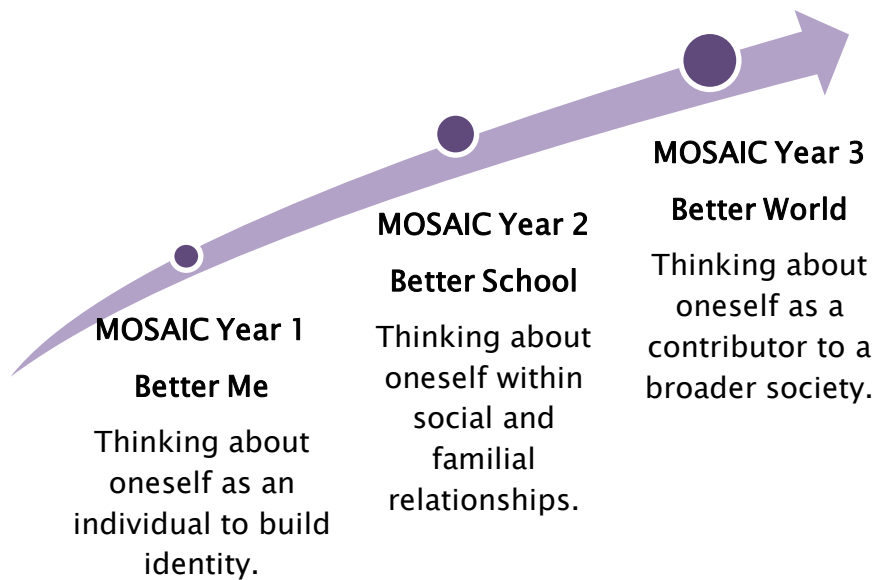 MOSAIC Year 1
Better Me
Thinking about
oneself as an
individual to build
identity.
MOSAIC Year 2
Better School
Thinking about
oneself within
social and
familial
relationships.
MOSAIC Year 3
Better World
Thinking about
oneself as a
contributor to a
broader society.